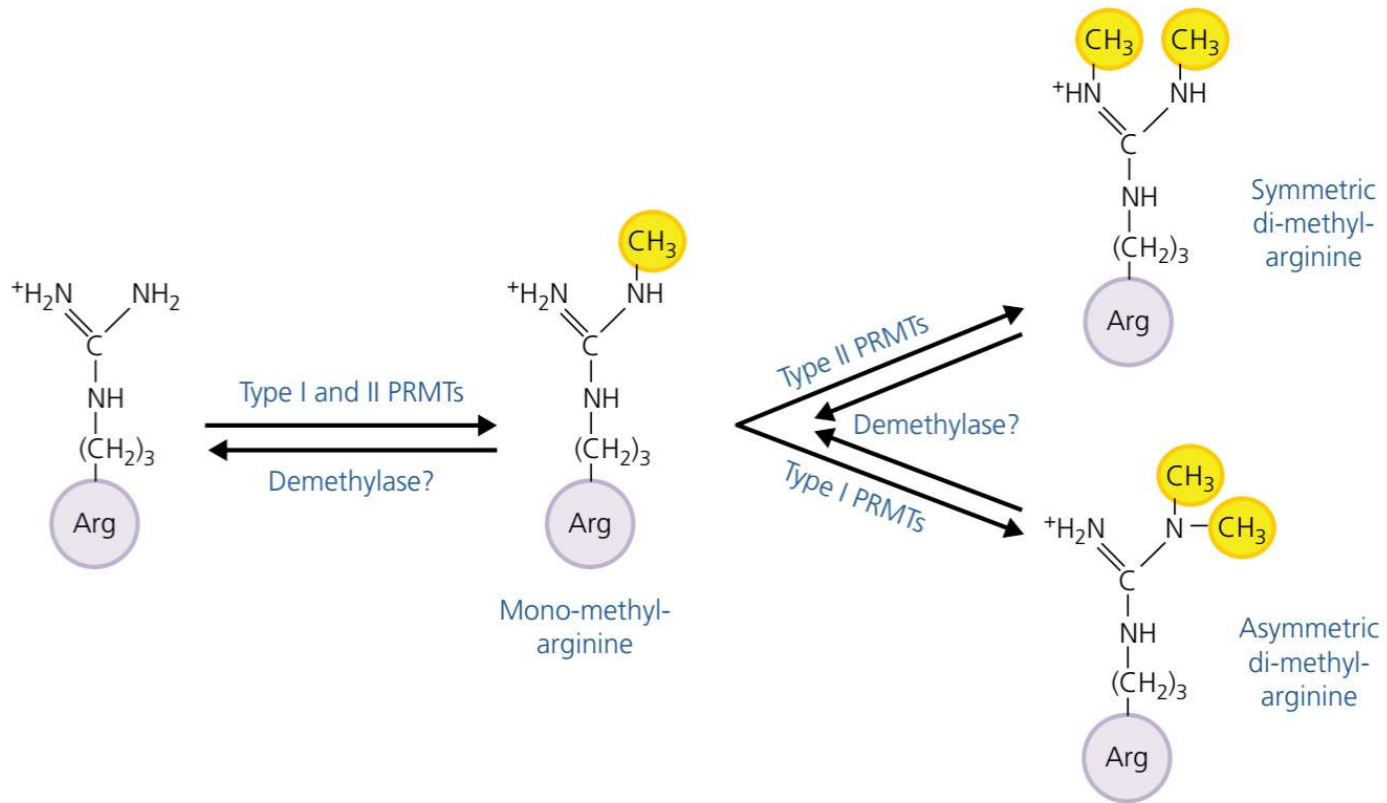 +H2N
NH2
C
NH
(CH2)3
Arg
Type I and II PRMTs
Demethylase?
CH3
+H2N
NH
C
NH
(CH2)3
Arg
Mono-methyl-
arginine
Type II PRMTs
Demethylase?
Type I PRMTs
CH3
CH3
+HN
NH
C
NH
(CH2)3
Arg
Symmetric
di-methyl-
arginine
CH3
+H2N
N
CH3
C
NH
(CH2)3
Arg
Asymmetric
di-methyl-
arginine